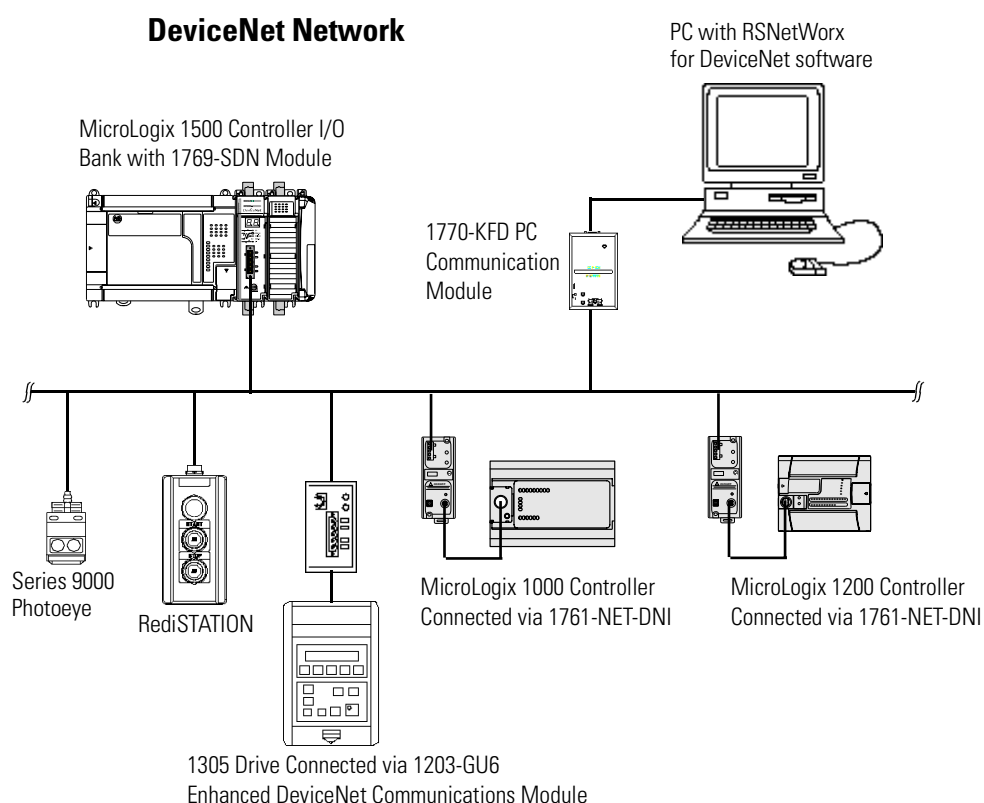 DeviceNet Network
PC with RSNetWorx
for DeviceNet software
MicroLogix 1500 Controller I/O
Bank with 1769-SDN Module
1770-KFD PC
Communication
Module
START
STOP
Series 9000
Photoeye
RediSTATION
MicroLogix 1000 Controller
Connected via 1761-NET-DNI
MicroLogix 1200 Controller
Connected via 1761-NET-DNI
1305 Drive Connected via 1203-GU6
Enhanced DeviceNet Communications Module